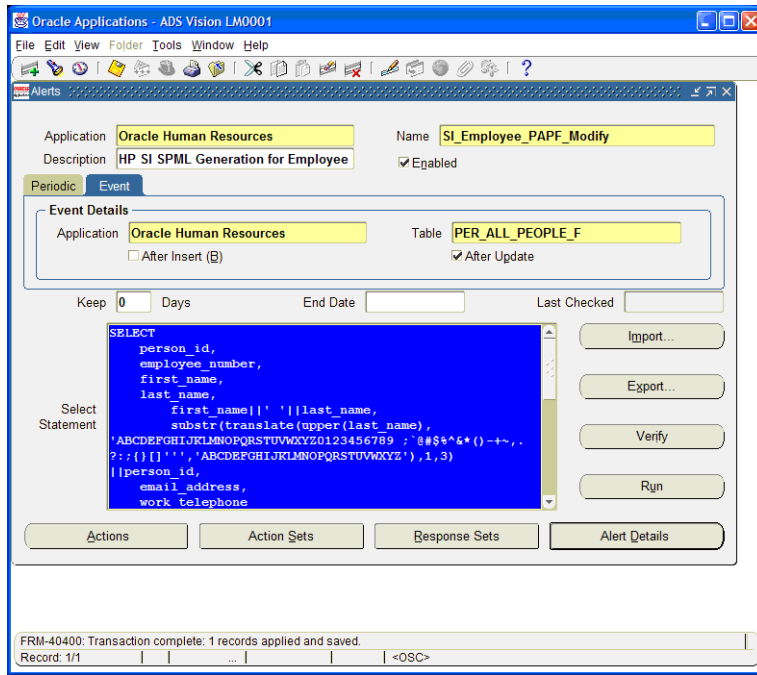 Oracle Applications - ADS Vision LM0001
File Edit View Folder Tools Window Help
Alerts
Application Oracle Human Resources Name SI_Employee_PAPF_Modify
Description HP SI SPML Generation for Employee Enabled
Periodic Event
Event Details
Application Oracle Human Resources Table PER_ALL_PEOPLE_F
After Insert (B) After Update
Keep 0 Days End Date Last Checked
SELECT
person_id,
employee_number,
first_name,
last_name,
first_name||' '||last_name,
substr(translate(upper(last_name),
'ABCDEFGHIJKLMNOPQRSTUVWXYZ0123456789 ;`@#$%^&*()-+~,.
?:;{}[]''','ABCDEFGHIJKLMNOPQRSTUVWXYZ'),1,3)
||person_id,
email_address,
work_telephone
Select
Statement
Import...
Export...
Verify
Run
Actions Action Sets Response Sets Alert Details
FRM-40400: Transaction complete: 1 records applied and saved.
Record: 1/1 ... <OSC>